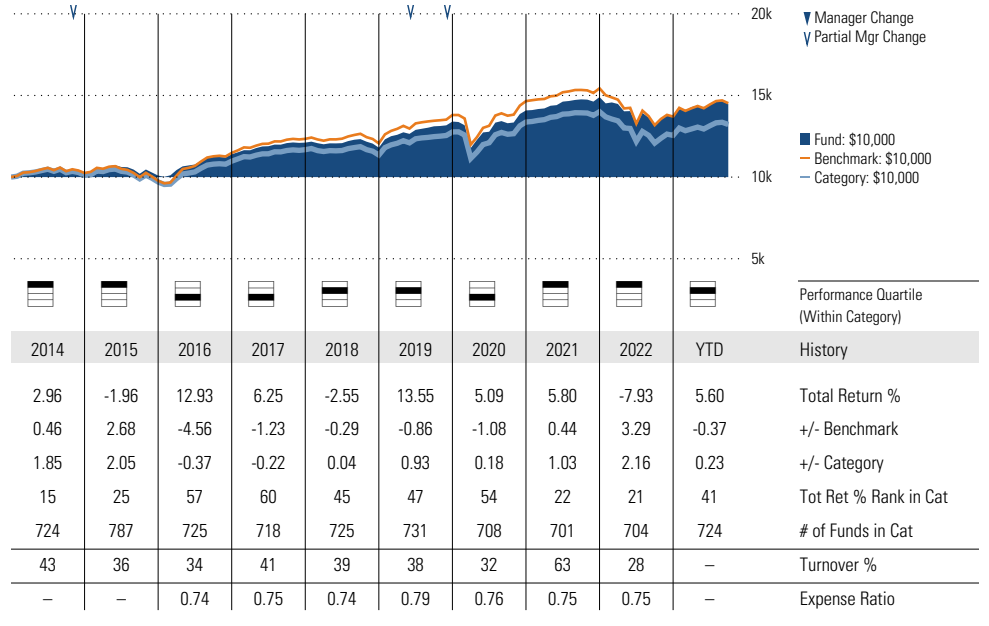 20k
15k
10k
5k
Manager Change
Partial Mgr Change
Fund: $10,000
Benchmark: $10,000
Category: $10,000
Performance Quartile
(Within Category)
2014 2015 2016 2017 2018 2019 2020 2021 2022 YTD History
2.96 -1.96 12.93 6.25 -2.55 13.55 5.09 5.80 -7.93 5.60 Total Return %
0.46 2.68 -4.56 -1.23 -0.29 -0.86 -1.08 0.44 3.29 -0.37 +/- Benchmark
1.85 2.05 -0.37 -0.22 0.04 0.93 0.18 1.03 2.16 0.23 +/- Category
15 25 57 60 45 47 54 22 21 41 Tot Ret % Rank in Cat
724 787 725 718 725 731 708 701 704 724 # of Funds in Cat
43 36 34 41 39 38 32 63 28 – Turnover %
– – 0.74 0.75 0.74 0.79 0.76 0.75 0.75 – Expense Ratio